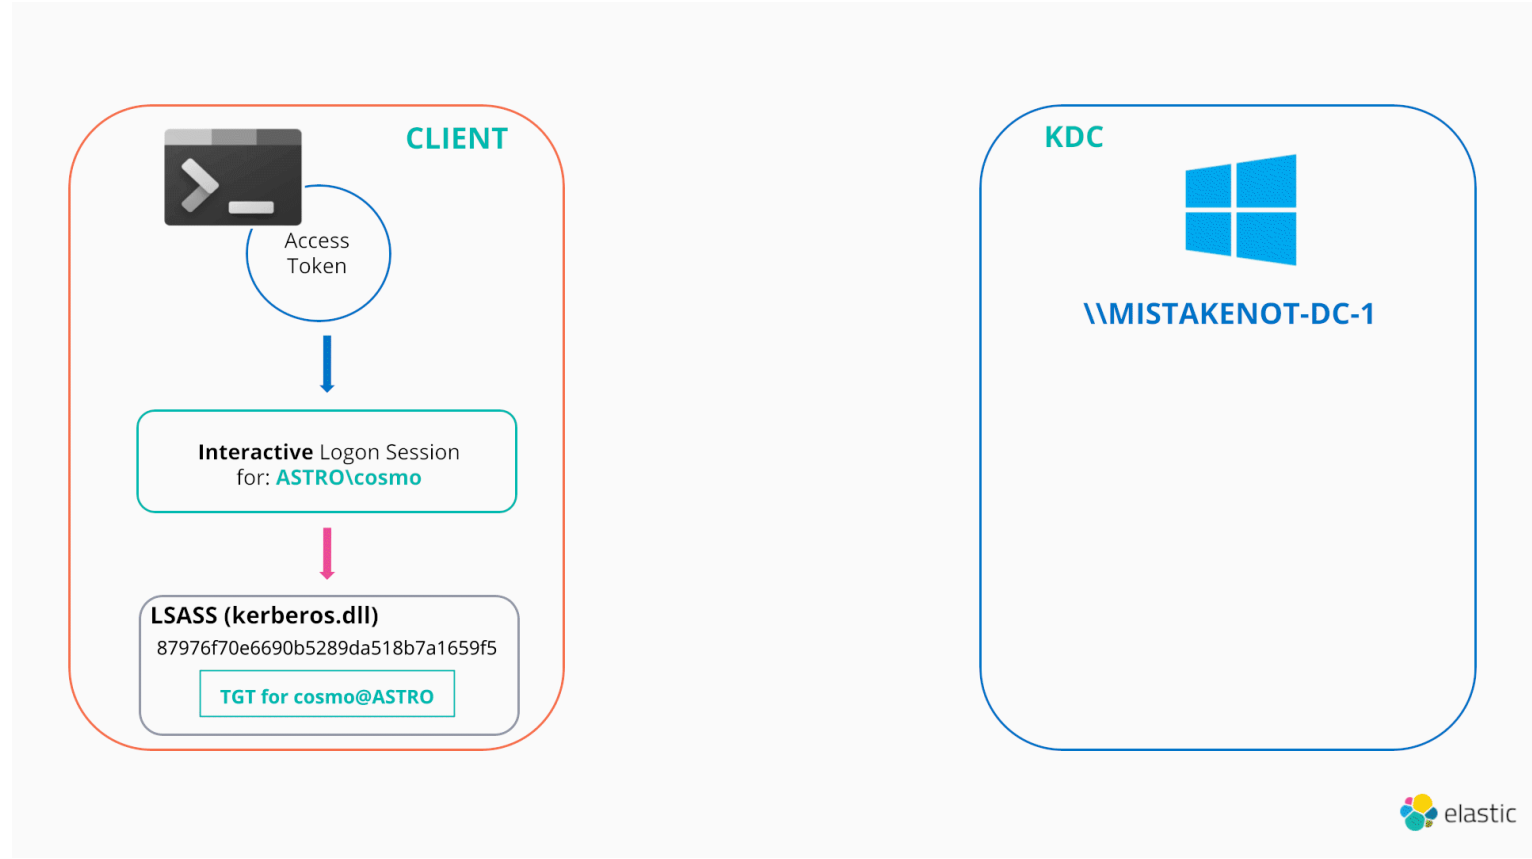 CLIENT
Access
Token
Interactive Logon Session
for: ASTRO\cosmo
LSASS (kerberos.dll)
87976f70e6690b5289da518b7a1659f5
TGT for cosmo@ASTRO
KDC
\\MISTAKENOT-DC-1
elastic